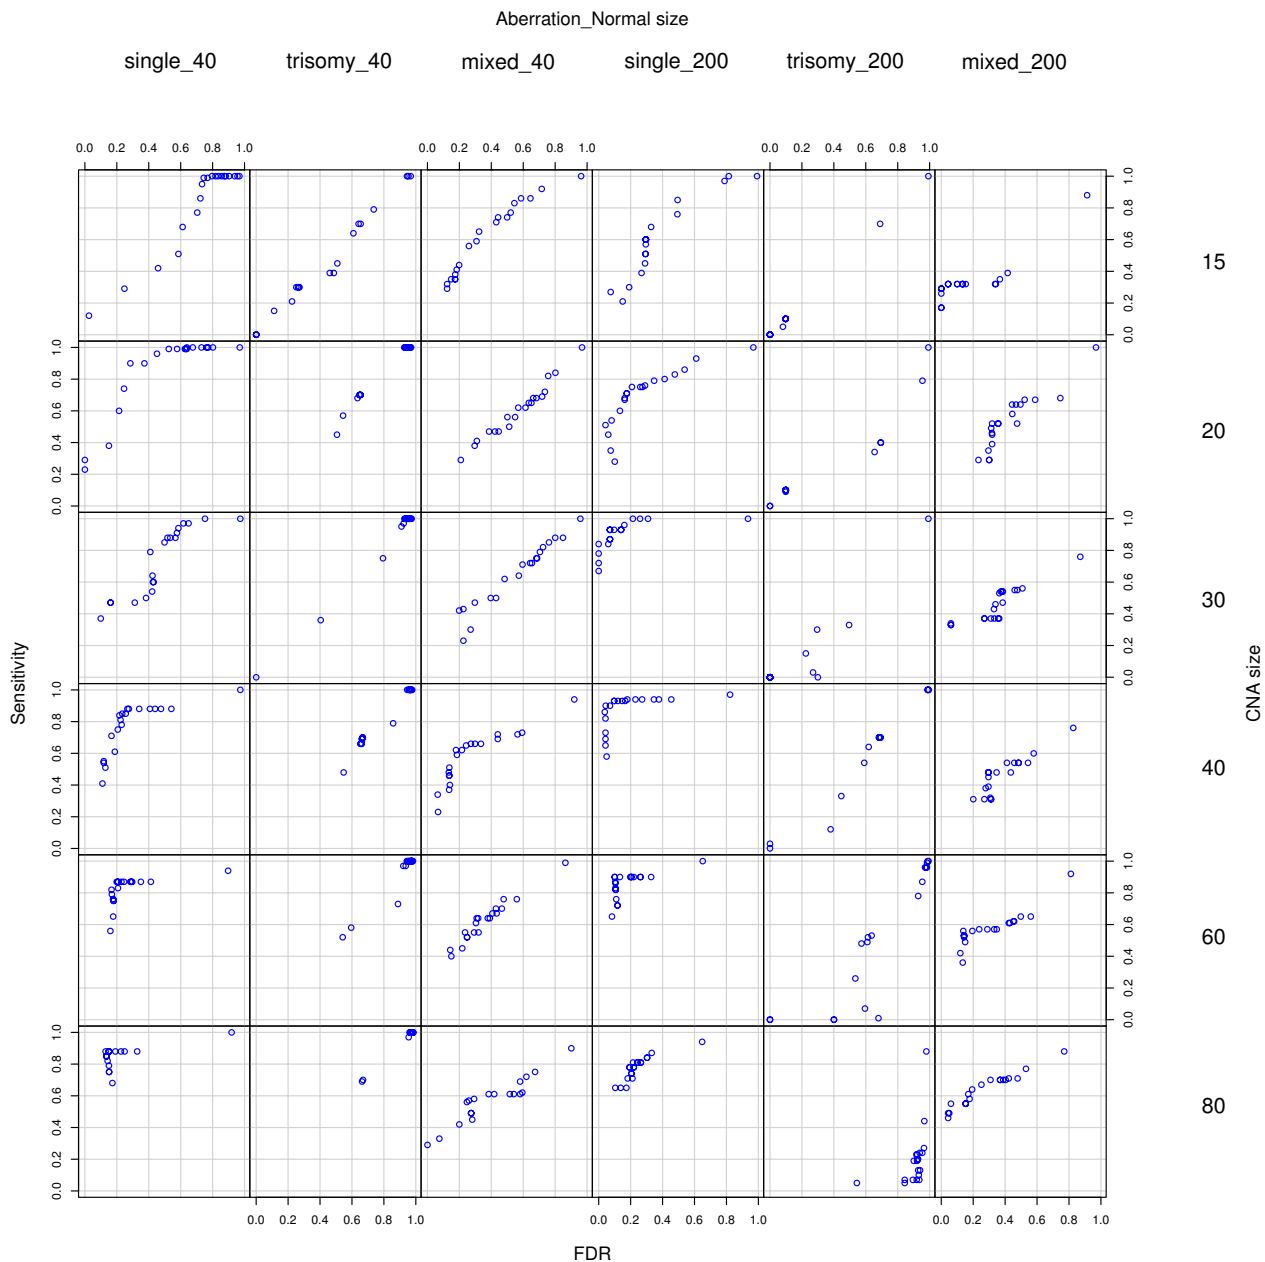 Aberration_Normal size
single_40 trisomy_40 mixed_40 single_200 trisomy_200 mixed_200
0.0 0.2 0.4 0.6 0.8 1.0 0.0 0.2 0.4 0.6 0.8 1.0 0.0 0.2 0.4 0.6 0.8 1.0
0.0 0.2 0.4 0.6 0.8 1.0
15
0.0 0.2 0.4 0.6 0.8 1.0
20
0.0 0.2 0.4 0.6 0.8 1.0
30
0.0 0.2 0.4 0.6 0.8 1.0
40
0.0 0.2 0.4 0.6 0.8 1.0
60
0.0 0.2 0.4 0.6 0.8 1.0
80
Sensitivity
CNA size
0.0 0.2 0.4 0.6 0.8 1.0 0.0 0.2 0.4 0.6 0.8 1.0 0.0 0.2 0.4 0.6 0.8 1.0
FDR